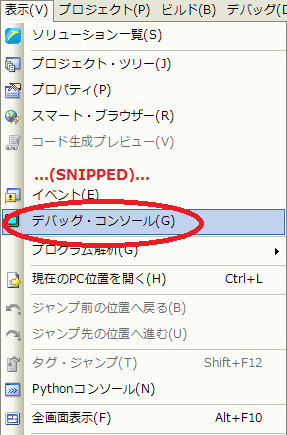 表示(V) プロジェクト(P) ビルド(B) デバッグ(D
ソリューション一覧(S)
プロジェクト・ツリー(J)
プロパティ(P)
スマート・ブラウザー(R)
コード生成プレビュー(V)
...(SNIPPED)...
イベント(E)
デバッグ・コンソール(G)
プログラム解析(G)
現在のPC位置を開く(H) Ctrl+L
ジャンプ前の位置へ戻る(B)
ジャンプ先の位置へ進む(U)
タグ・ジャンプ(T) Shift+F12
Pythonコンソール(N)
全画面表示(F) Alt+F10